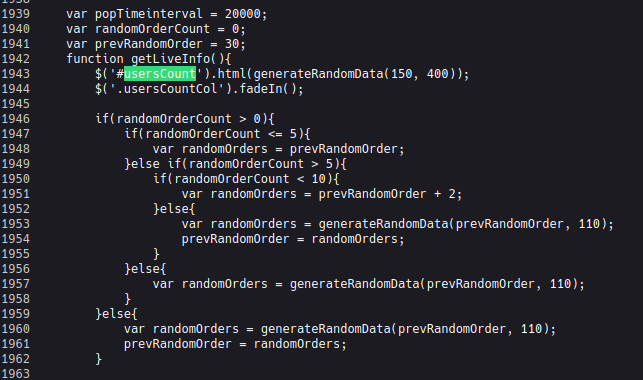 1938
1939 var popTimeinterval = 20000;
1940 var randomOrderCount = 0;
1941 var prevRandomOrder = 30;
1942 function getLiveInfo(){
1943 $('#usersCount').html(generateRandomData(150, 400));
1944 $('.usersCountCol').fadeIn();
1945
1946 if(randomOrderCount > 0){
1947 if(randomOrderCount <= 5){
1948 var randomOrders = prevRandomOrder;
1949 }else if(randomOrderCount > 5){
1950 if(randomOrderCount < 10){
1951 var randomOrders = prevRandomOrder + 2;
1952 }else{
1953 var randomOrders = generateRandomData(prevRandomOrder, 110);
1954 prevRandomOrder = randomOrders;
1955 }
1956 }else{
1957 var randomOrders = generateRandomData(prevRandomOrder, 110);
1958 }
1959 }else{
1960 var randomOrders = generateRandomData(prevRandomOrder, 110);
1961 prevRandomOrder = randomOrders;
1962 }
1963